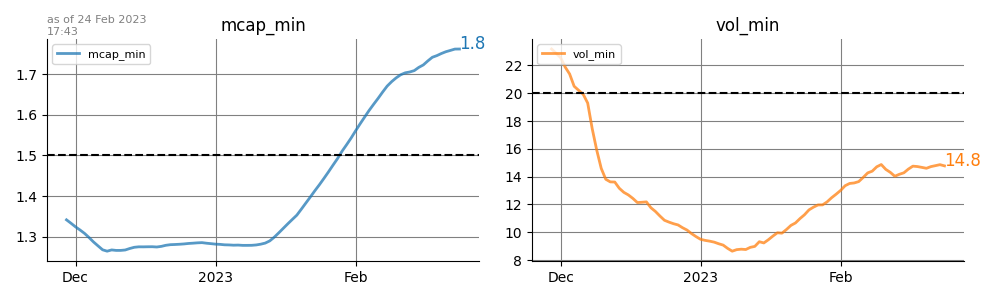 as of 24 Feb 2023
17:43
mcap_min
mcap_min
1.8
1.7
1.6
1.5
1.4
1.3
Dec
2023
Feb
vol_min
vol_min
22
20
18
16
14.8
14
12
10
8
Dec
2023
Feb